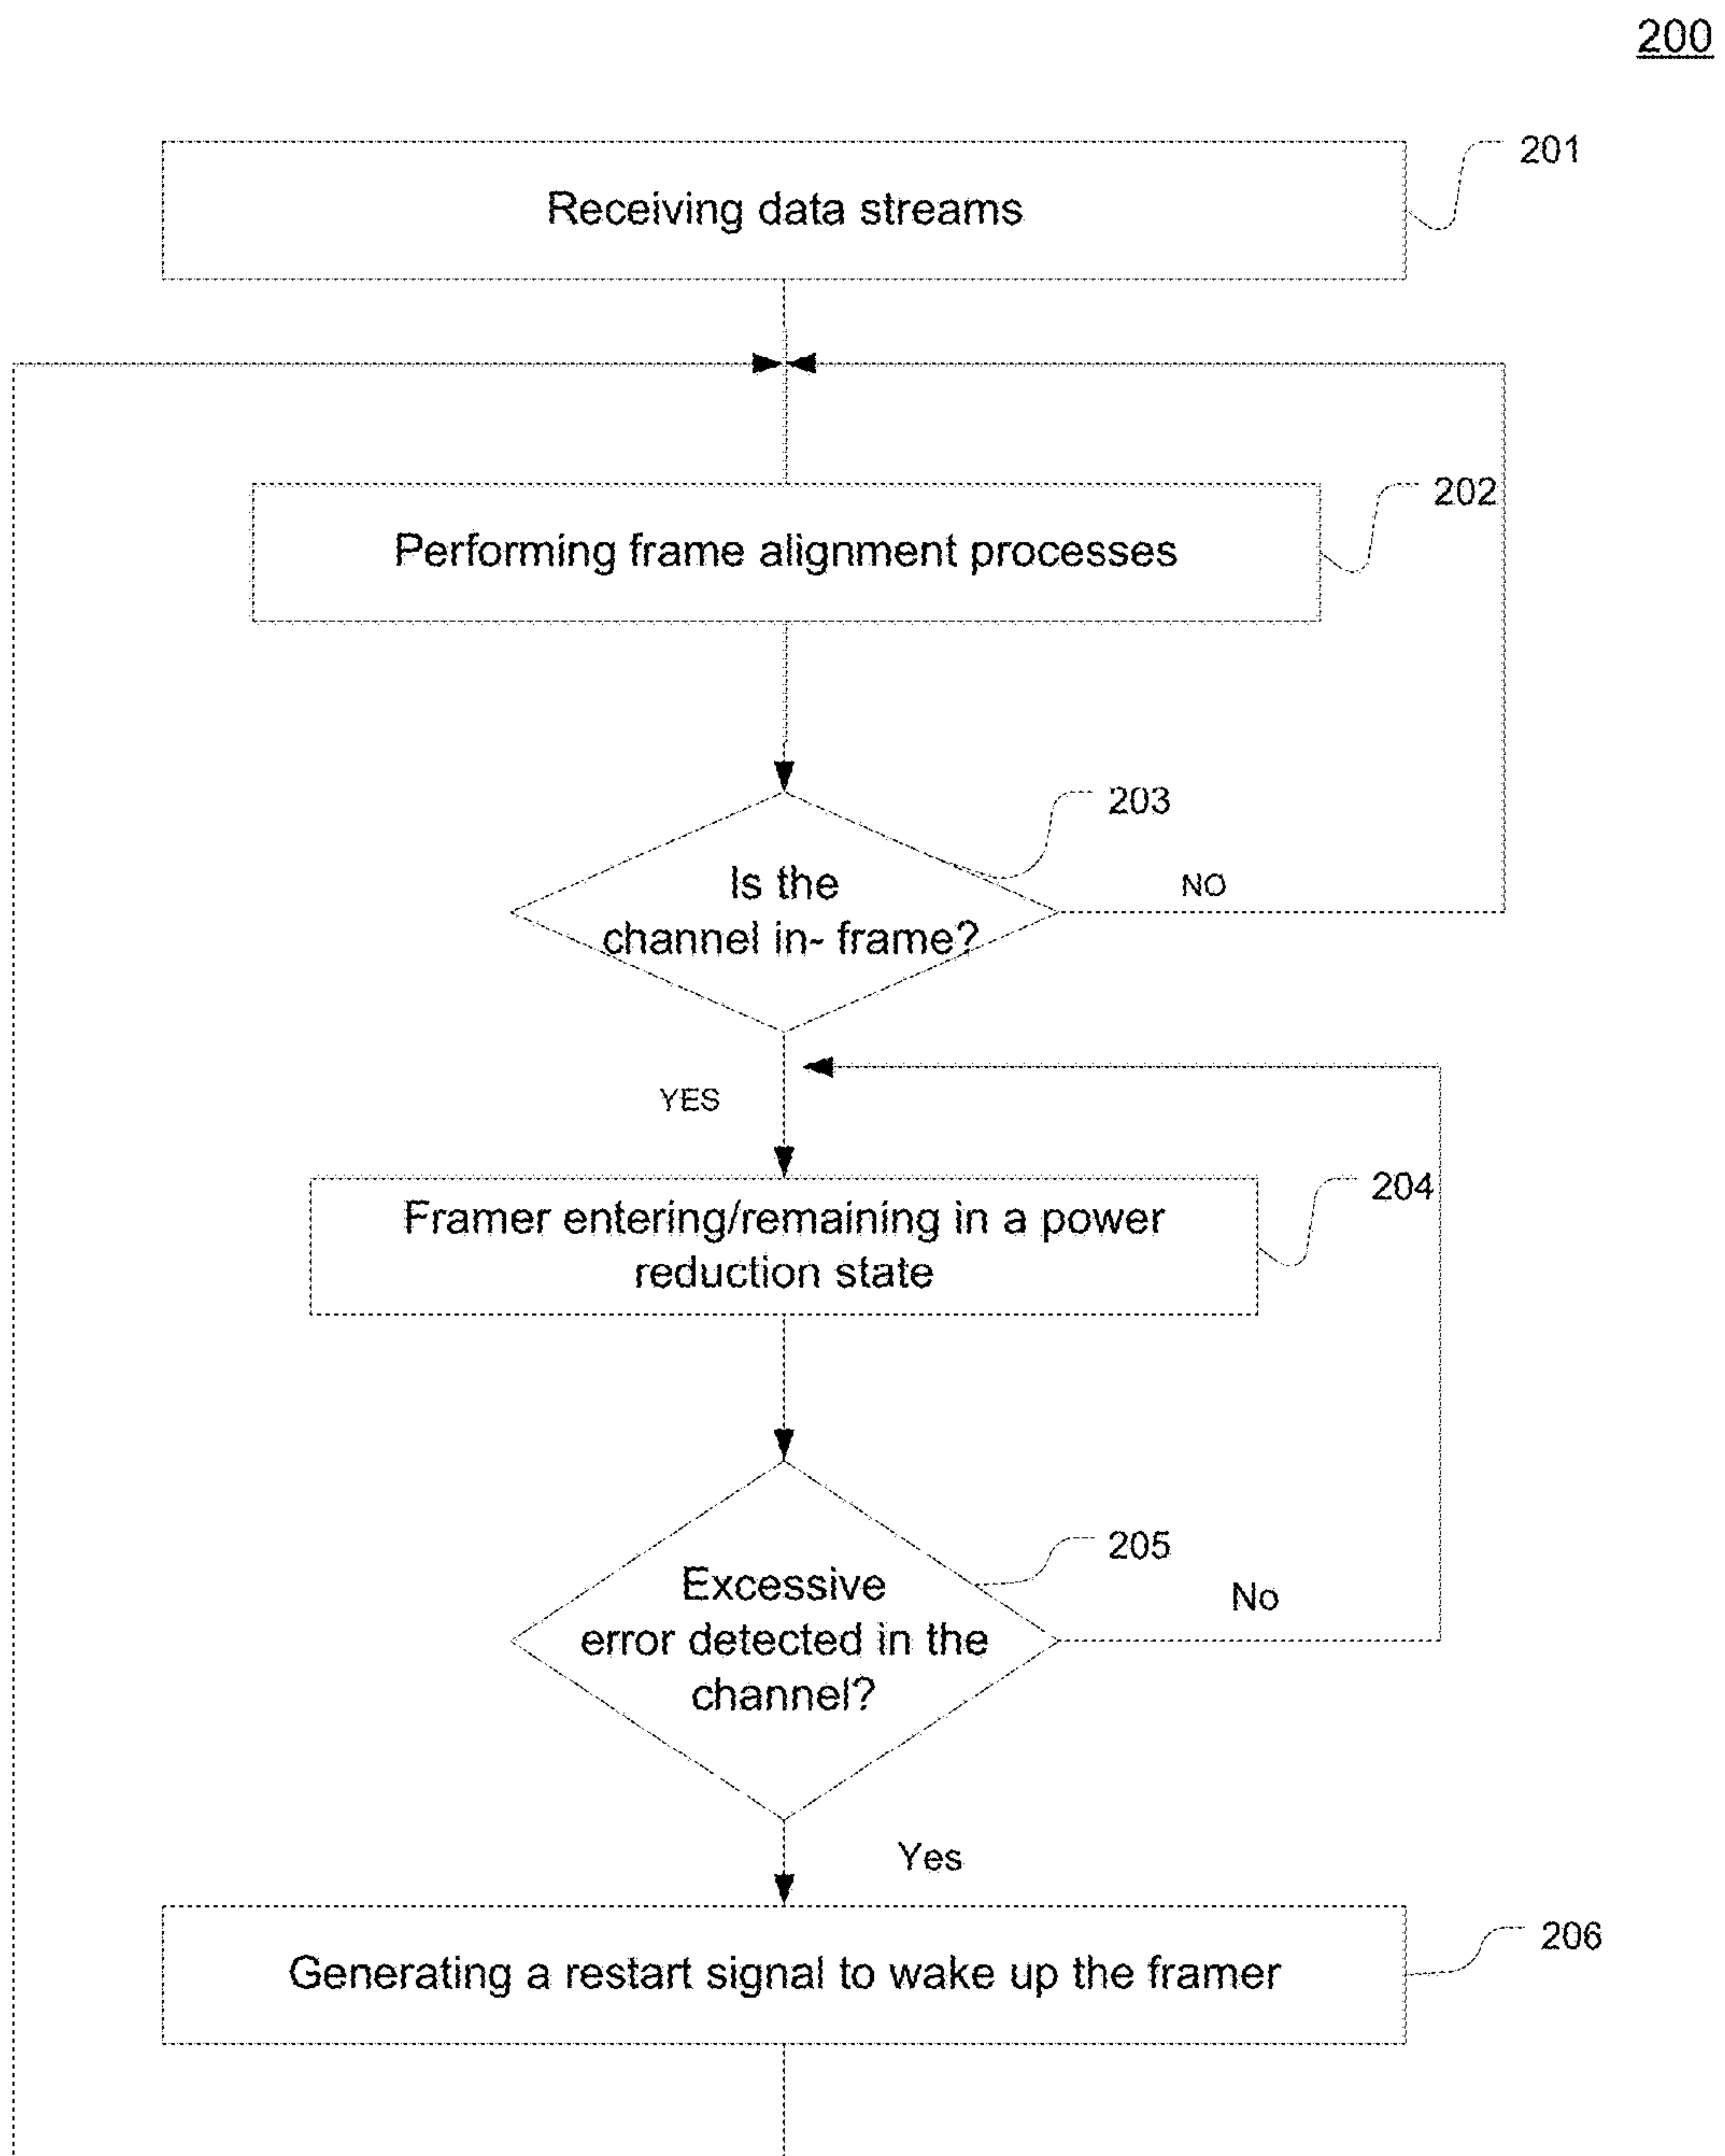 200
201
Receiving data streams
202
Performing frame alignment processes
203
Is the
channel in- frame?
NO
YES
204
Framer entering/remaining in a power
reduction state
205
Excessive
error detected in the
channel?
No
Yes
206
Generating a restart signal to wake up the framer